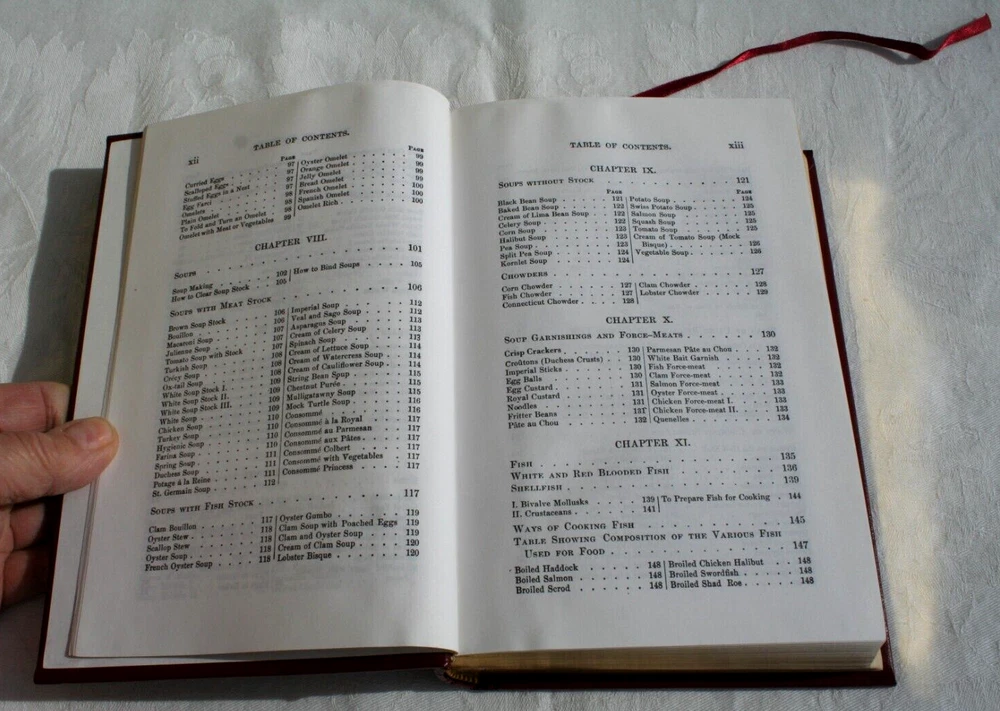 xii
TABLE OF CONTENTS.
PAGE
Curried Eggs . . . 97
Scalloped Eggs . . . 97
Stuffed Eggs in a Nest . . . 97
Egg Farci . . . 98
Omelets . . . 98
Plain Omelet . . . 98
To Fold and Turn an Omelet . . . 98
Omelet with Meat or Vegetables 99
PAGE
Oyster Omelet . . . 99
Orange Omelet . . . 99
Jelly Omelet . . . 99
Bread Omelet . . . 99
French Omelet . . . 100
Spanish Omelet . . . 100
Omelet Rich . . . 100
CHAPTER VIII.
SOUPS . . . 101
Soup Making . . . 102
How to Clear Soup Stock . . . 105
How to Bind Soups . . . 105
SOUPS WITH MEAT STOCK . . . 106
Brown Soup Stock . . . 106
Bouillon . . . 106
Macaroni Soup . . . 107
Julienne Soup . . . 107
Tomato Soup with Stock . . . 107
Turkish Soup . . . 108
Crécy Soup . . . 108
Ox-tail Soup . . . 108
White Soup Stock I. . . . 108
White Soup Stock II. . . . 109
White Soup Stock III. . . . 109
White Soup . . . 109
Chicken Soup . . . 109
Turkey Soup . . . 110
Hygienic Soup . . . 110
Farina Soup . . . 110
Spring Soup . . . 111
Duchess Soup . . . 111
Potage à la Reine . . . 111
St. Germain Soup . . . 112
Imperial Soup . . . 112
Veal and Sago Soup . . . 112
Asparagus Soup . . . 113
Cream of Celery Soup . . . 113
Spinach Soup . . . 113
Cream of Lettuce Soup . . . 114
Cream of Watercress Soup . . . 114
Cream of Cauliflower Soup . . . 114
String Bean Soup . . . 115
Chestnut Purée . . . 115
Mulligatawny Soup . . . 115
Mock Turtle Soup . . . 116
Consommé . . . 116
Consommé à la Royal . . . 117
Consommé au Parmesan . . . 117
Consommé aux Pâtes . . . 117
Consommé Colbert . . . 117
Consommé with Vegetables . . . 117
Consommé Princess . . . 117
SOUPS WITH FISH STOCK . . . 117
Clam Bouillon . . . 117
Oyster Stew . . . 118
Scallop Stew . . . 118
Oyster Soup . . . 118
French Oyster Soup . . . 118
Oyster Gumbo . . . 119
Clam Soup with Poached Eggs 119
Clam and Oyster Soup . . . 119
Cream of Clam Soup . . . 120
Lobster Bisque . . . 120
TABLE OF CONTENTS.
xiii
CHAPTER IX.
SOUPS WITHOUT STOCK . . . 121
PAGE
Black Bean Soup . . . 121
Baked Bean Soup . . . 122
Cream of Lima Bean Soup . . . 122
Celery Soup . . . 122
Corn Soup . . . 123
Halibut Soup . . . 123
Pea Soup . . . 123
Split Pea Soup . . . 124
Kornlet Soup . . . 124
PAGE
Potato Soup . . . 124
Swiss Potato Soup . . . 125
Salmon Soup . . . 125
Squash Soup . . . 125
Tomato Soup . . . 125
Cream of Tomato Soup (Mock
Bisque) . . . 126
Vegetable Soup . . . 126
CHOWDERS . . . 127
Corn Chowder . . . 127
Fish Chowder . . . 127
Connecticut Chowder . . . 128
Clam Chowder . . . 128
Lobster Chowder . . . 129
CHAPTER X.
SOUP GARNISHINGS AND FORCE-MEATS . . . 130
Crisp Crackers . . . 130
Croûtons (Duchess Crusts) . . . 130
Imperial Sticks . . . 130
Egg Balls . . . 130
Egg Custard . . . 131
Royal Custard . . . 131
Noodles . . . 131
Fritter Beans . . . 131
Pâte au Chou . . . 132
Parmesan Pâte au Chou . . . 132
White Bait Garnish . . . 132
Fish Force-meat . . . 132
Clam Force-meat . . . 132
Salmon Force-meat . . . 133
Oyster Force-meat . . . 133
Chicken Force-meat I. . . . 133
Chicken Force-meat II. . . . 133
Quenelles . . . 134
CHAPTER XI.
FISH . . . 135
WHITE AND RED BLOODED FISH . . . 136
SHELLFISH . . . 139
I. Bivalve Mollusks . . . 139
II. Crustaceans . . . 141
To Prepare Fish for Cooking . 144
WAYS OF COOKING FISH . . . 145
TABLE SHOWING COMPOSITION OF THE VARIOUS FISH
USED FOR FOOD . . . 147
Boiled Haddock . . . 148
Boiled Salmon . . . 148
Broiled Scrod . . . 148
Broiled Chicken Halibut . . . 148
Broiled Swordfish . . . 148
Broiled Shad Roe . . . 148